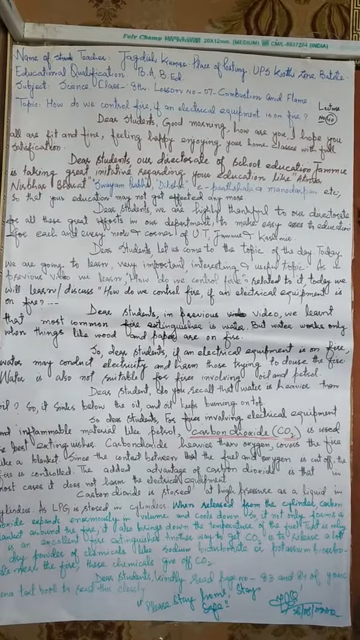 Poly Champ
Name of Teacher Jagdish Kumar Place of Posting UPS
Educational Qualification: B.A, B.Ed
Subject: Science Class- 8th. Lesson No-07. Combustion and Flame
Topic: How do we control fire, if an electrical equipment is on fire?
Lecture
Dear Students, Good morning, how are you, I hope you
all are fit and fine, feeling happy enjoying your home classes with full
satisfication.
Dear students, our directorate of School education Jammu
is taking great initiative regarding your education like
Nirbhar Bharat Swayam Diksha, e-pathshala etc,
so that your education may not get effected any more
Dear students, we are highly thankful to our directorate
for all these great efforts in our department, to make easy education
for each and every nook & corner of U.T, Jammu & Kashmir
Dear students, let us come to the topic of the day. Today
we are going to learn, very important, interesting & useful topic. As in
previous video we learn, "How do we control fire" related to it, today we
will learn/discuss "How do we control fire, if an electrical equipment is
on fire?---
Dear students, in previous video, we learnt
that most common fire extinguisher is water. But water works only
when things like wood and paper are on fire.
So, dear students, if an electrical equipment is on fire,
water may conduct electricity and harm those trying to douse the fire.
Water is also not suitable for fires involving oil and petrol
Dear Student, do you recall that water is heavier than
oil? So, it sinks below the oil, and oil keeps burning on top
So dear students, For fires involving electrical equipment
and inflammable material like petrol, Carbon dioxide (CO2) is
the best extinguisher. Carbondioxide heavier than oxygen, covers the fire
like a blanket. Since the contact between the fuel and oxygen is cut off, the
fire is controlled. The added advantage of carbon dioxide is that
most cases it does not harm the electrical equipment
Carbon dioxide is stored at high pressure as a liquid in
cylinders. As LPG is stored in cylinders. When released from the cylinder, carbon
dioxide expands enormously in volume and cools down. So, it not only forms a
blanket around the fire, it also brings down the temperature of the fuel. That is why
it is an excellent fire extinguisher. Another way to get CO2 is to release a lot
of dry powder of chemicals like sodium bicarbonate or potassium bicarbo-
nate near the fire, these chemicals give off CO2.
Dear students, kindly read page no- 83 and 84 of your
text book to
"Please Stay home, Stay
Safe"